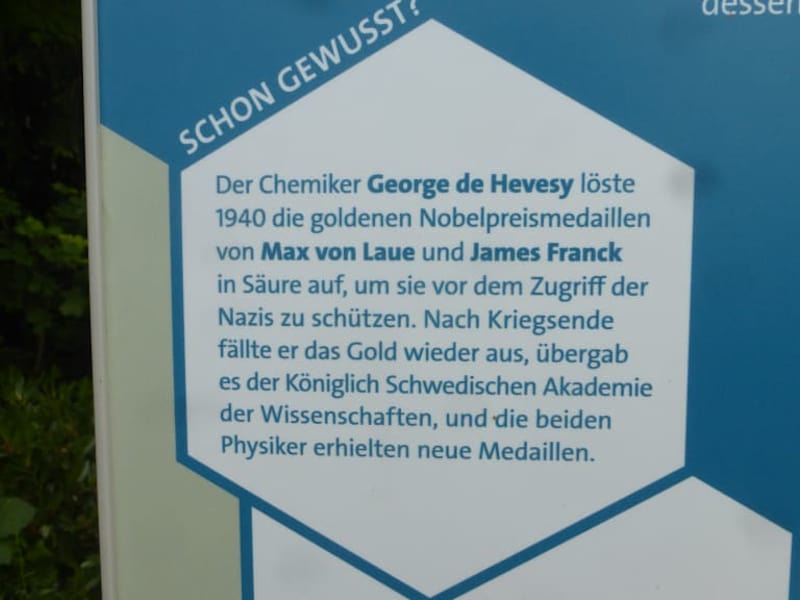 dessen
SCHON GEWUSST?
Der Chemiker George de Hevesy löste
1940 die goldenen Nobelpreismedaillen
von Max von Laue und James Franck
in Säure auf, um sie vor dem Zugriff der
Nazis zu schützen. Nach Kriegsende
fällte er das Gold wieder aus, übergab
es der Königlich Schwedischen Akademie
der Wissenschaften, und die beiden
Physiker erhielten neue Medaillen.